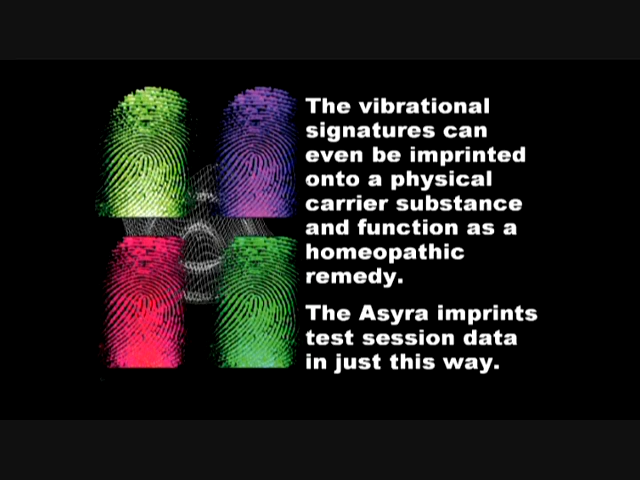 The vibrational
signatures can
even be imprinted
onto a physical
carrier substance
and function as a
homeopathic
remedy.
The Asyra imprints
test session data
in just this way.